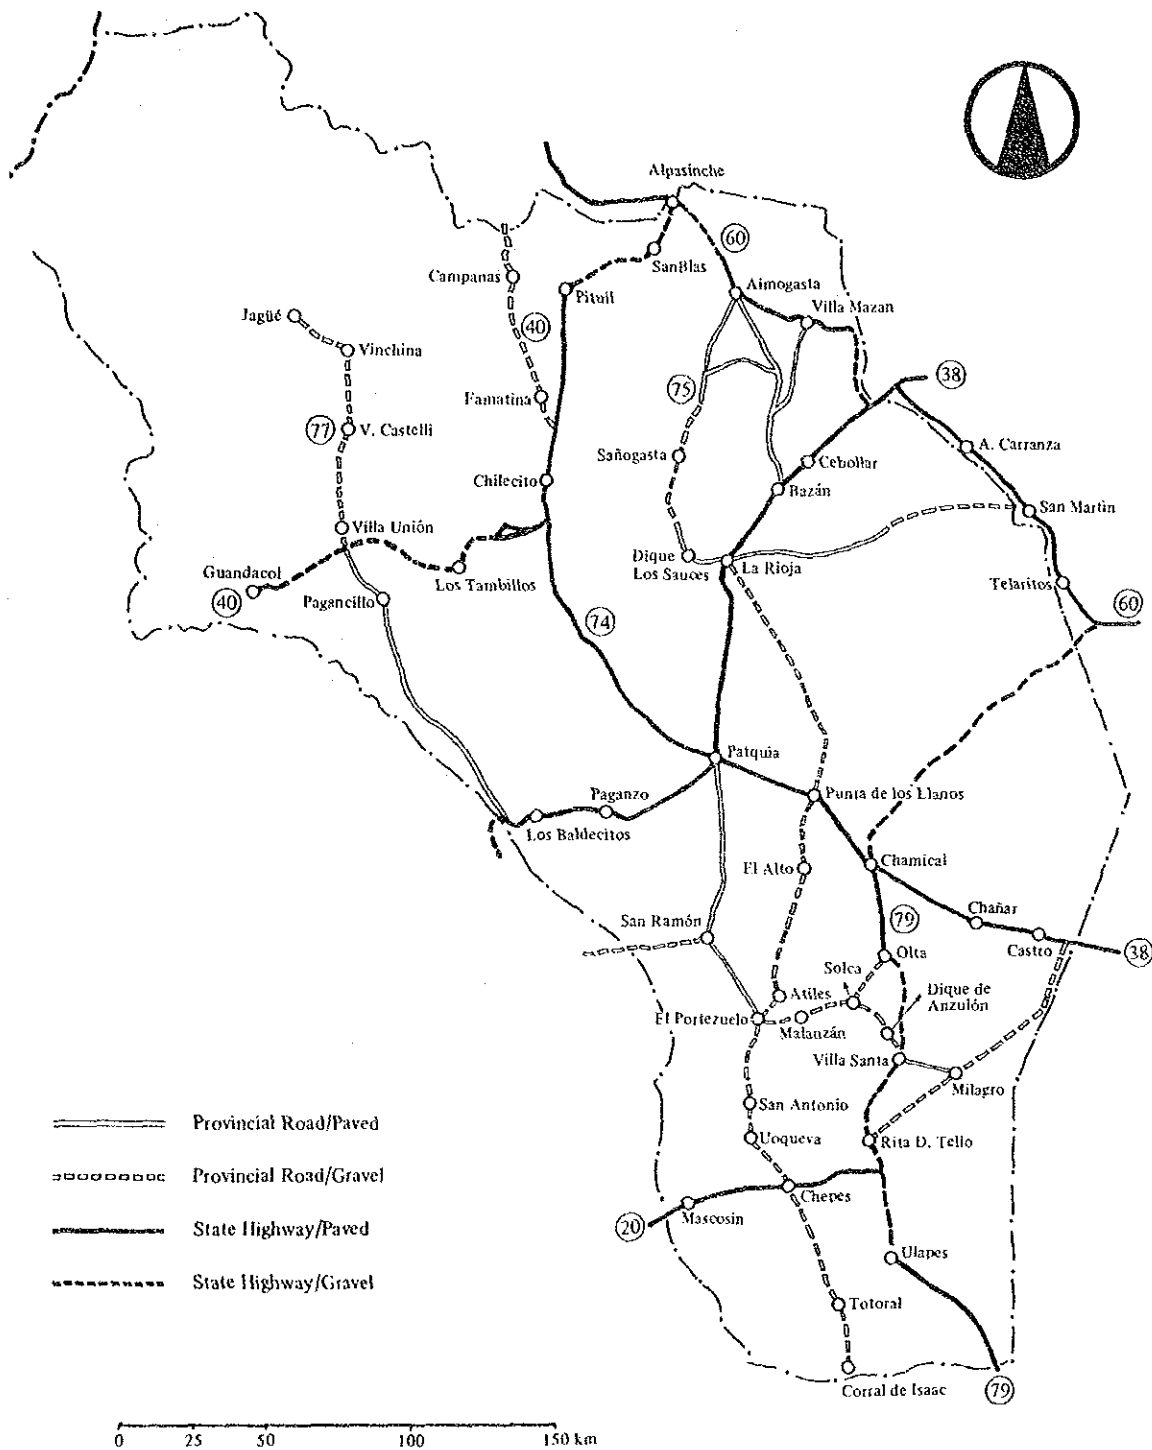 Alpasinche
60
SanBlas
Campanas
Pituil
Aimogasta
Villa Mazan
Jagüé
40
Vinchina
38
75
Famatina
77
V. Castelli
A. Carranza
Sañogasta
Cebollar
Chilecito
Bazán
San Martin
Villa Unión
Dique
Los Sauces
La Rioja
Guandacol
Los Tambillos
Telaritos
40
Pagancillo
74
60
Patquia
Paganzo
Punta de los Llanos
Los Baldecitos
El Alto
Chamical
Chañar
San Ramón
79
Castro
38
Olta
Solca
Dique de
Anzulón
Atiles
El Portezuelo
Malanzán
Villa Santa
Milagro
San Antonio
Provincial Road/Paved
Uoqueva
Rita D. Tello
Provincial Road/Gravel
Chepes
Mascosin
20
State Highway/Paved
Ulapes
State Highway/Gravel
Totoral
Corral de Isaac
79
0 25 50 100 150 km